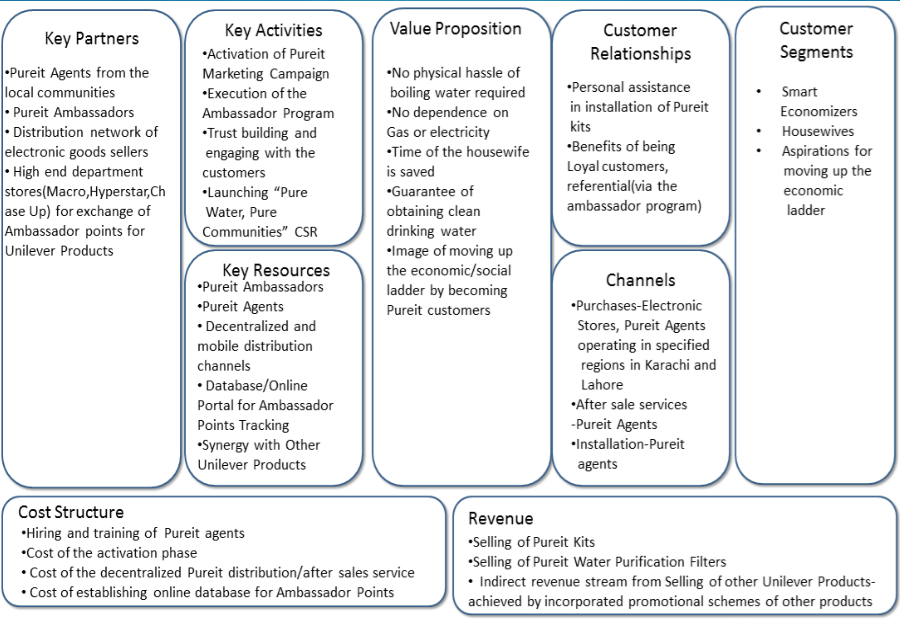 Key Partners
•Pureit Agents from the
local communities
• Pureit Ambassadors
• Distribution network of
electronic goods sellers
• High end department
stores(Macro,Hyperstar,Ch
ase Up) for exchange of
Ambassador points for
Unilever Products
Key Activities
•Activation of Pureit
Marketing Campaign
•Execution of the
Ambassador Program
•Trust building and
engaging with the
customers
•Launching “Pure
Water, Pure
Communities” CSR
Key Resources
•Pureit Ambassadors
•Pureit Agents
• Decentralized and
mobile distribution
channels
• Database/Online
Portal for Ambassador
Points Tracking
•Synergy with Other
Unilever Products
Value Proposition
•No physical hassle of
boiling water required
•No dependence on
Gas or electricity
•Time of the housewife
is saved
•Guarantee of
obtaining clean
drinking water
•Image of moving up
the economic/social
ladder by becoming
Pureit customers
Customer
Relationships
•Personal assistance
in installation of Pureit
kits
•Benefits of being
Loyal customers,
referential(via the
ambassador program)
Channels
•Purchases-Electronic
Stores, Pureit Agents
operating in specified
regions in Karachi and
Lahore
•After sale services
-Pureit Agents
•Installation-Pureit
agents
Customer
Segments
• Smart
Economizers
• Housewives
• Aspirations for
moving up the
economic
ladder
Cost Structure
•Hiring and training of Pureit agents
•Cost of the activation phase
• Cost of the decentralized Pureit distribution/after sales service
• Cost of establishing online database for Ambassador Points
Revenue
•Selling of Pureit Kits
•Selling of Pureit Water Purification Filters
• Indirect revenue stream from Selling of other Unilever Products-
achieved by incorporated promotional schemes of other products